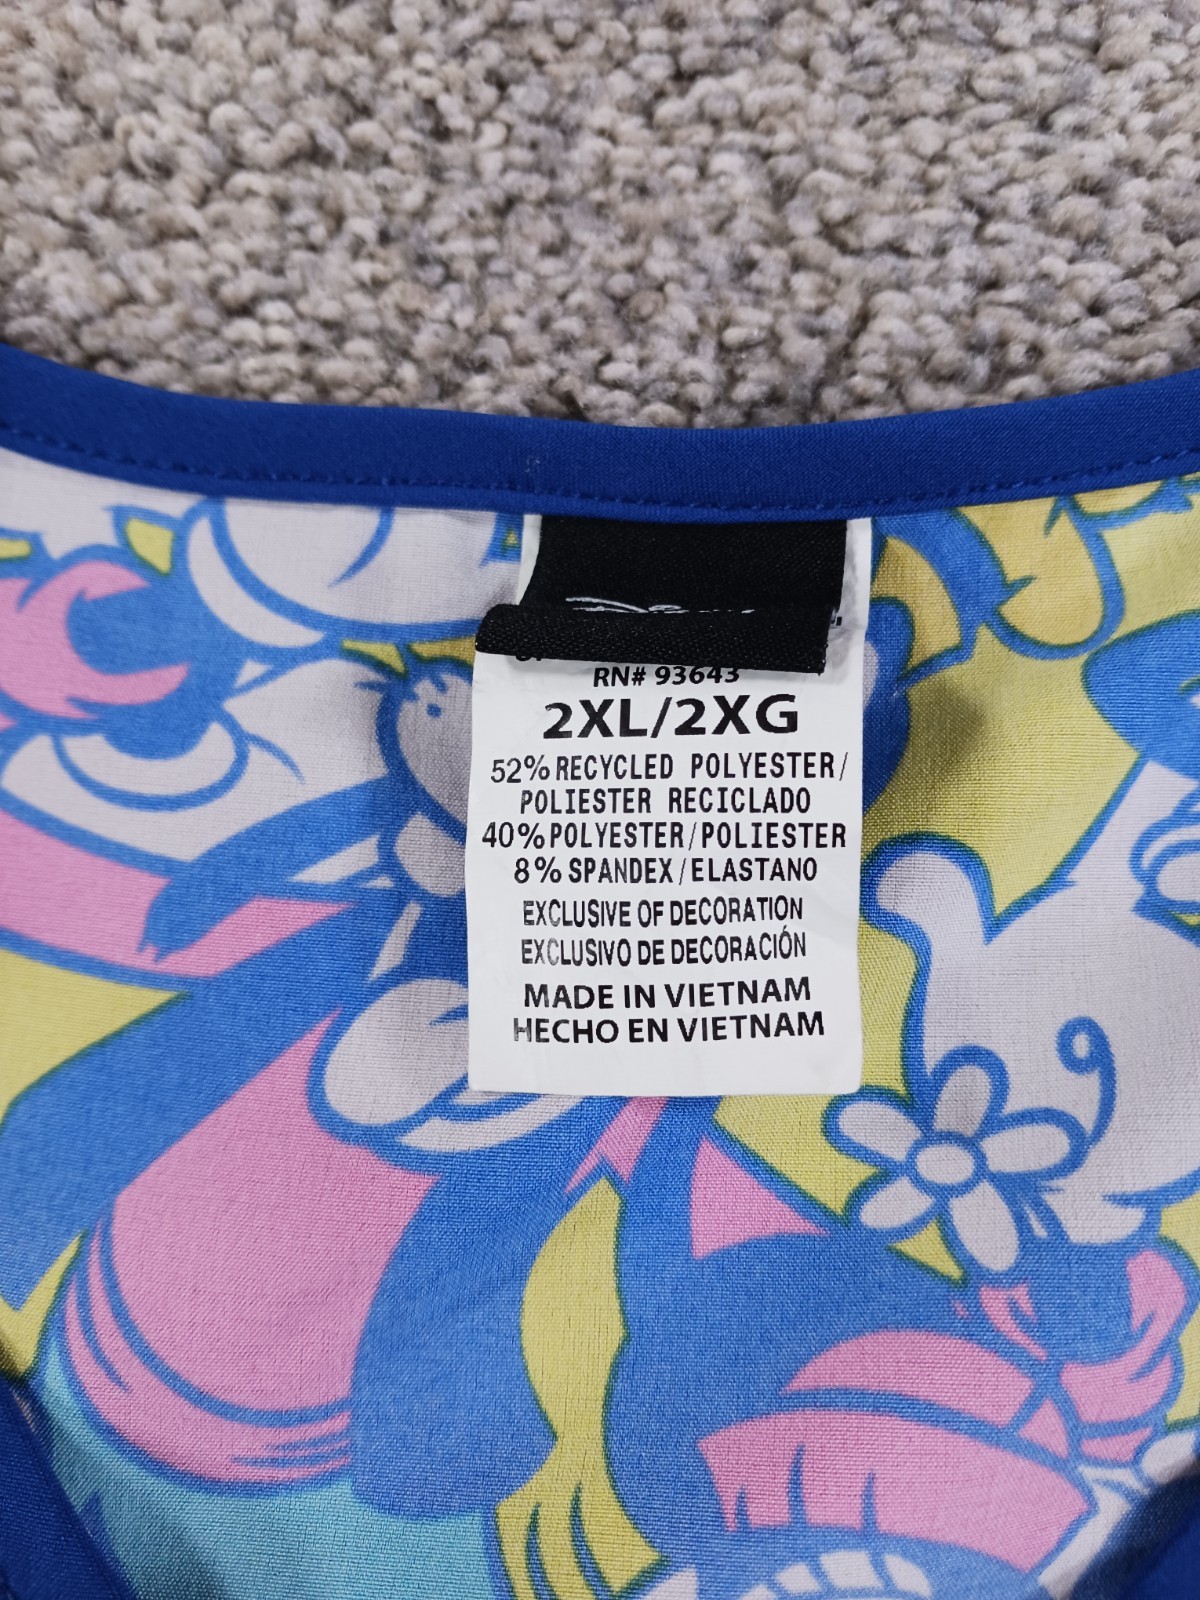 RN# 93643
2XL/2XG
52% RECYCLED POLYESTER/
POLIESTER RECICLADO
40% POLYESTER/POLIESTER
8% SPANDEX/ELASTANO
EXCLUSIVE OF DECORATION
EXCLUSIVO DE DECORACIÓN
MADE IN VIETNAM
HECHO EN VIETNAM